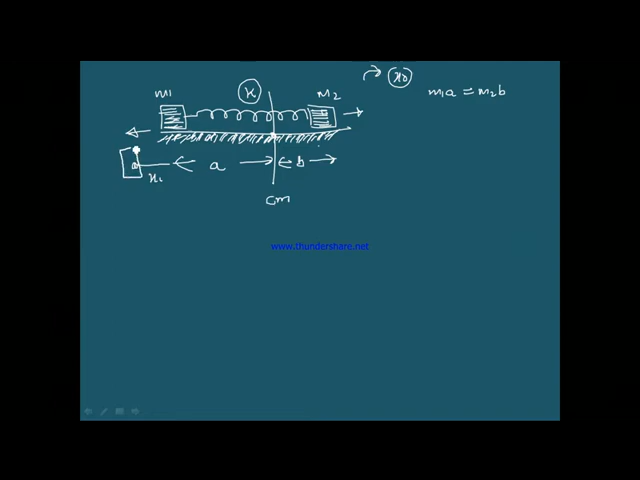 x₀
K
m1
M2
m₁a = m₂b
a
b
x₁
cm
www.thundershare.net